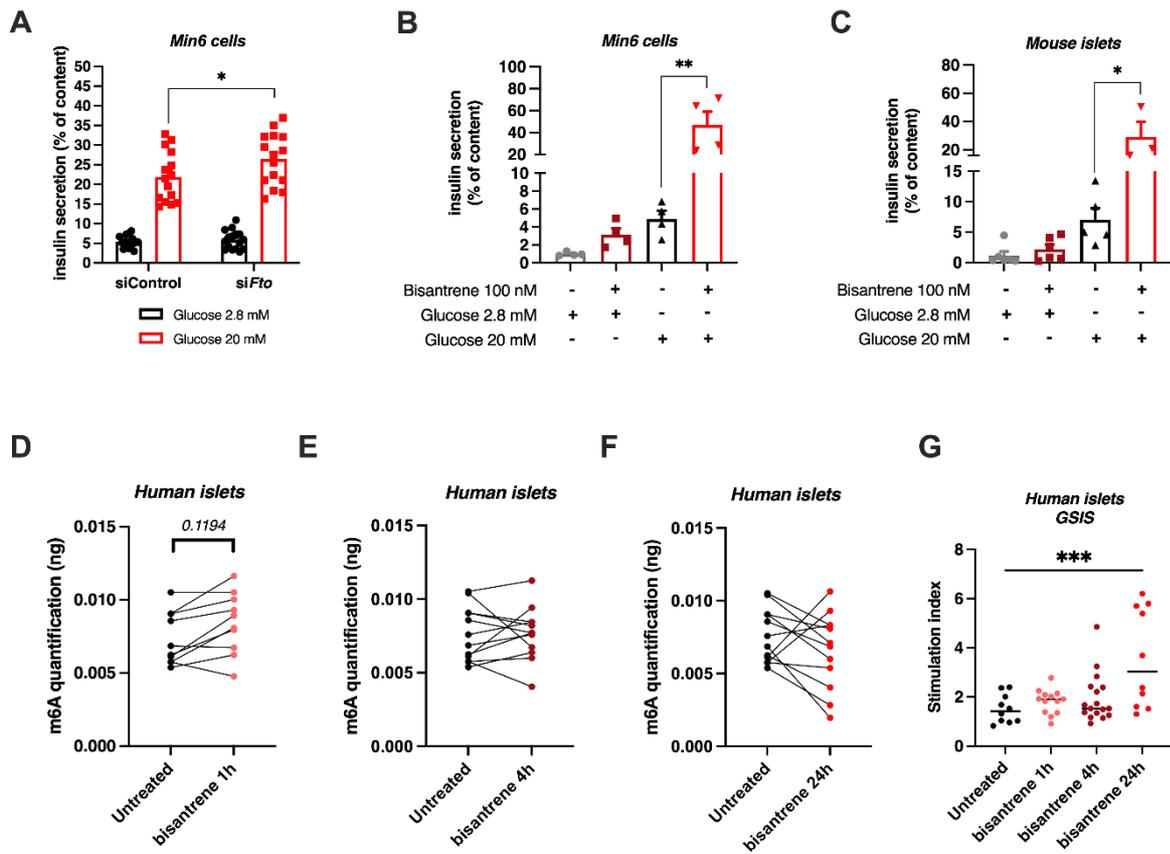 A
Min6 cells
insulin secretion (% of content)
50
45
40
35
30
25
20
15
10
5
0
*
siControl
siFto
Glucose 2.8 mM
Glucose 20 mM
B
Min6 cells
insulin secretion
(% of content)
100
80
60
40
20
10
8
6
4
2
0
**
Bisantrene 100 nM - + - +
Glucose 2.8 mM + + - -
Glucose 20 mM - - + +
C
Mouse islets
insulin secretion
(% of content)
80
60
40
20
15
10
5
0
*
Bisantrene 100 nM - + - +
Glucose 2.8 mM + + - -
Glucose 20 mM - - + +
D
Human islets
m6A quantification (ng)
0.015
0.010
0.005
0.000
0.1194
Untreated
bisantrene 1h
E
Human islets
m6A quantification (ng)
0.015
0.010
0.005
0.000
Untreated
bisantrene 4h
F
Human islets
m6A quantification (ng)
0.015
0.010
0.005
0.000
Untreated
bisantrene 24h
G
Human islets
GSIS
Stimulation index
8
6
4
2
0
***
Untreated
bisantrene 1h
bisantrene 4h
bisantrene 24h